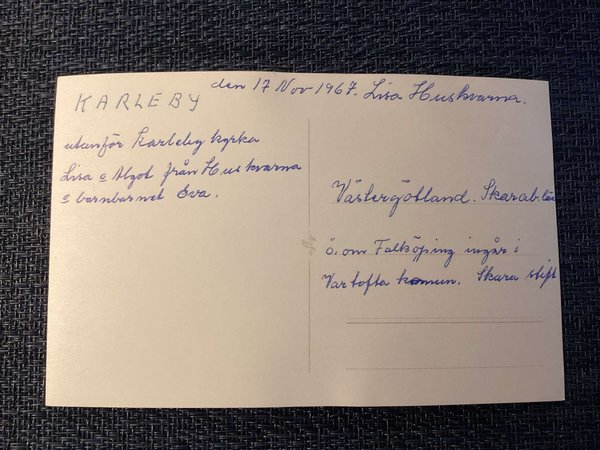 KARLEBY den 17 Nov 1967. Lisa Huskvarna.
utanför Karleby kyrka
Lisa o Algot från Huskvarna
o barnbarnet Eva.
Västergötland. Skarab. län
ö. om Falköping ingår i
Vartofta komun. Skara stift